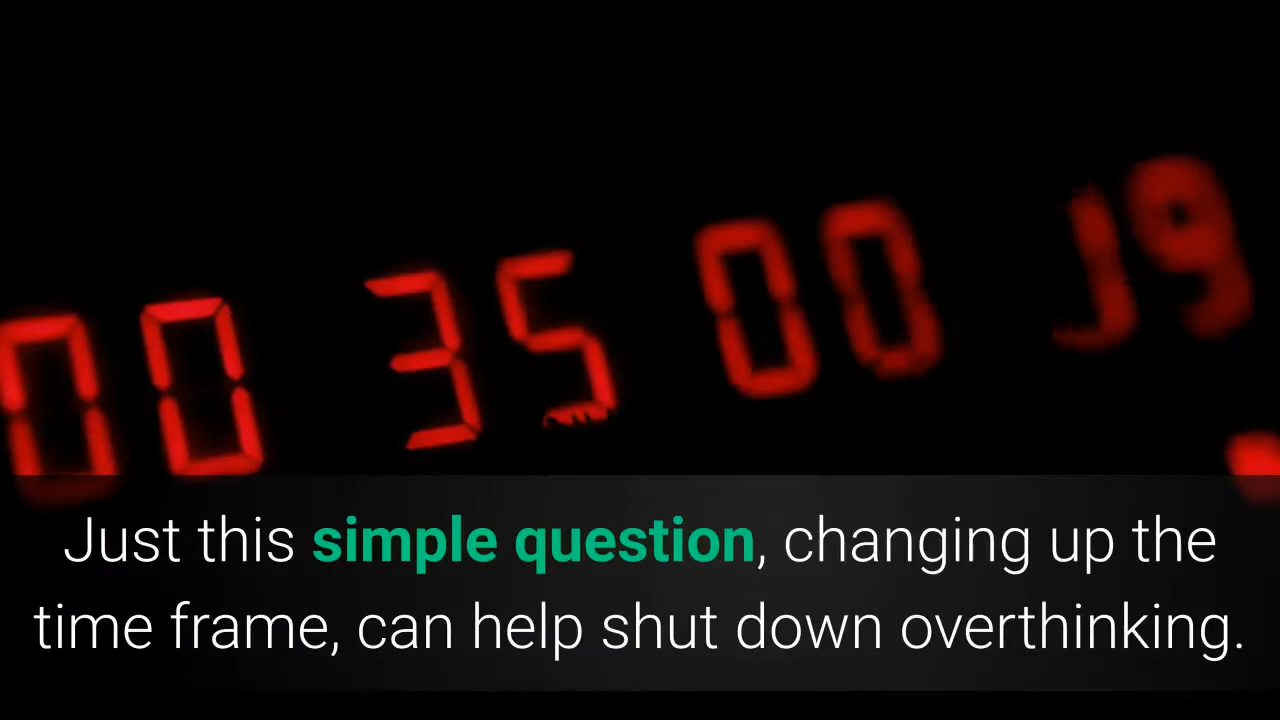 00 35 00
Just this simple question, changing up the
time frame, can help shut down overthinking.